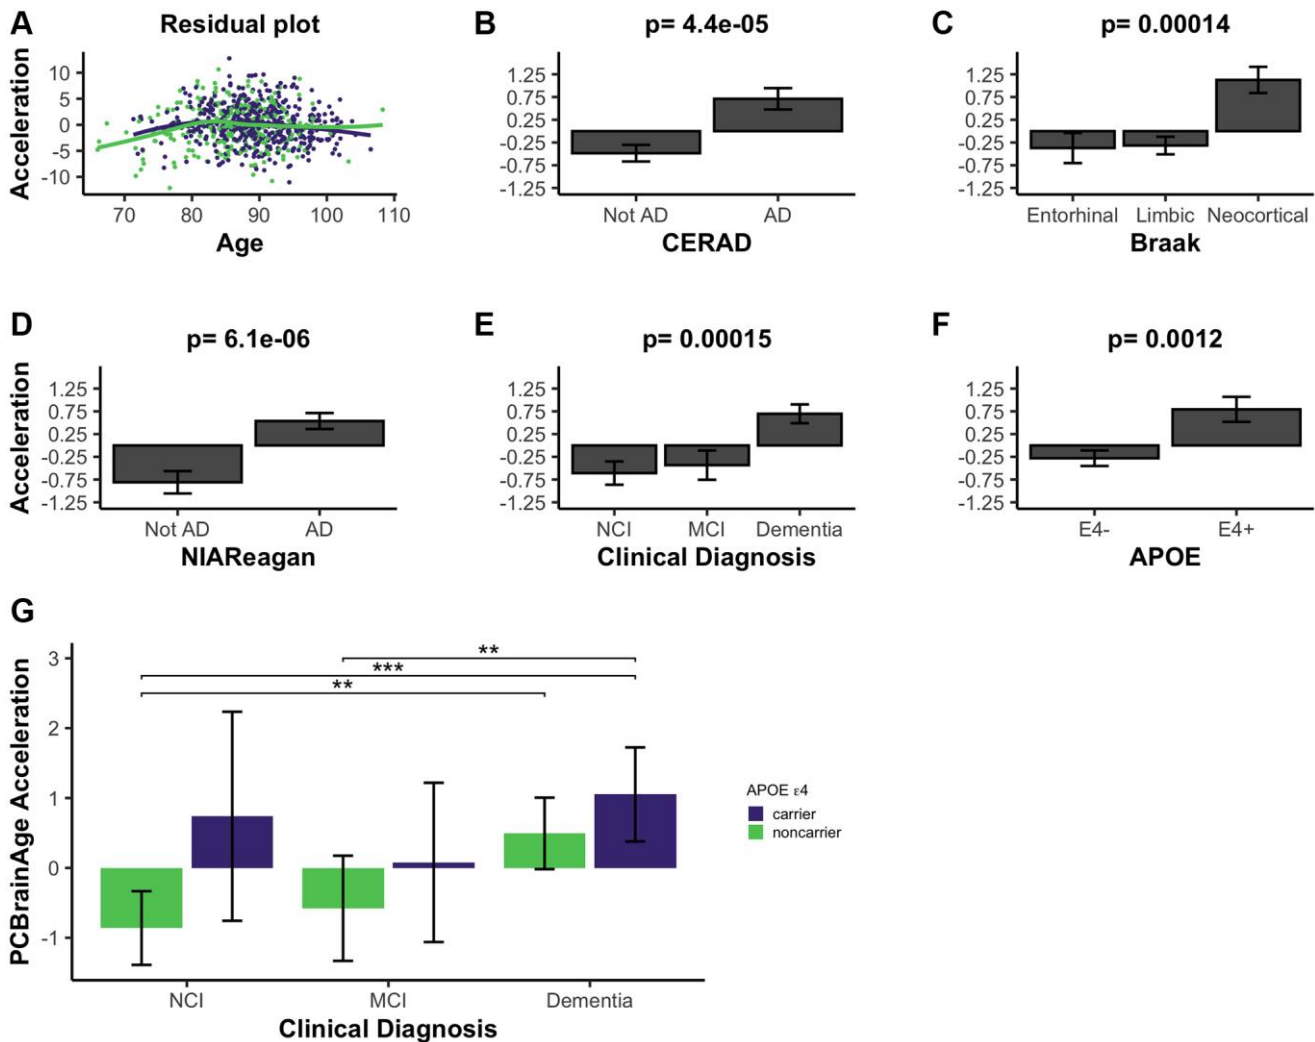 A
Residual plot
Acceleration
10
5
0
-5
-10
70 80 90 100 110
Age
B
p= 4.4e-05
1.25
0.75
0.25
-0.25
-0.75
-1.25
Not AD AD
CERAD
C
p= 0.00014
1.25
0.75
0.25
-0.25
-0.75
-1.25
Entorhinal Limbic Neocortical
Braak
D
p= 6.1e-06
Acceleration
1.25
0.75
0.25
-0.25
-0.75
-1.25
Not AD AD
NIAReagan
E
p= 0.00015
1.25
0.75
0.25
-0.25
-0.75
-1.25
NCI MCI Dementia
Clinical Diagnosis
F
p= 0.0012
1.25
0.75
0.25
-0.25
-0.75
-1.25
E4- E4+
APOE
G
PCBrainAge Acceleration
3
2
1
0
-1
**
***
**
NCI MCI Dementia
Clinical Diagnosis
APOE ε4
carrier
noncarrier